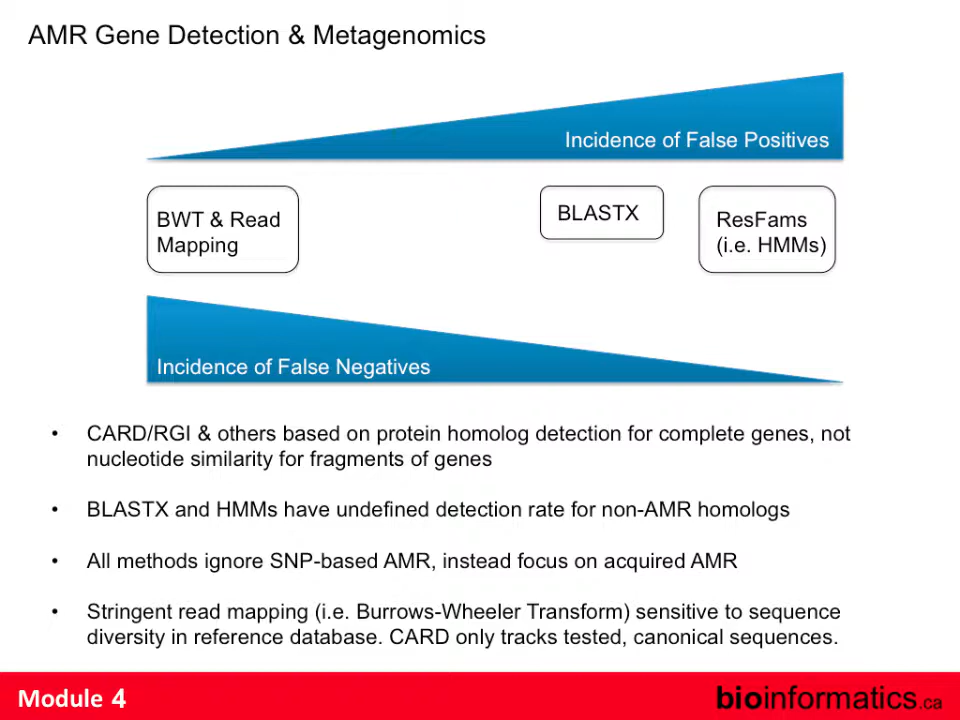 AMR Gene Detection & Metagenomics
Incidence of False Positives
BWT & Read
Mapping
BLASTX
ResFams
(i.e. HMMs)
Incidence of False Negatives
• CARD/RGI & others based on protein homolog detection for complete genes, not
nucleotide similarity for fragments of genes
• BLASTX and HMMs have undefined detection rate for non-AMR homologs
• All methods ignore SNP-based AMR, instead focus on acquired AMR
• Stringent read mapping (i.e. Burrows-Wheeler Transform) sensitive to sequence
diversity in reference database. CARD only tracks tested, canonical sequences.
Module 4
bioinformatics.ca